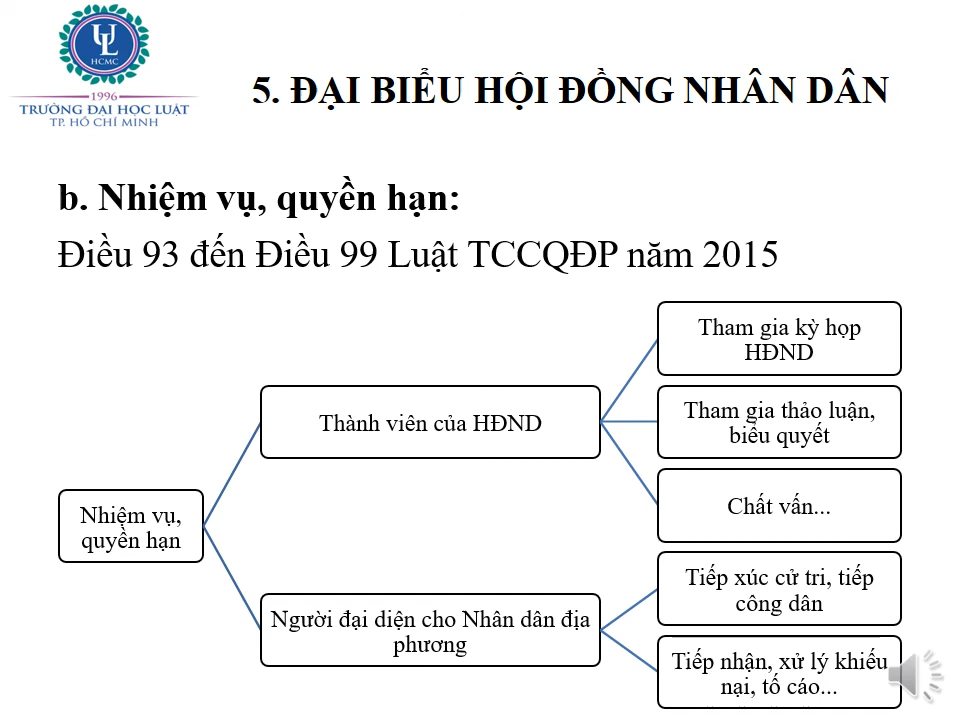 UL
HCMC
1996
TRƯỜNG ĐẠI HỌC LUẬT
TP. HỒ CHÍ MINH
5. ĐẠI BIỂU HỘI ĐỒNG NHÂN DÂN
b. Nhiệm vụ, quyền hạn:
Điều 93 đến Điều 99 Luật TCCQĐP năm 2015
Nhiệm vụ,
quyền hạn
Thành viên của HĐND
Tham gia kỳ họp
HĐND
Tham gia thảo luận,
biểu quyết
Chất vấn...
Người đại diện cho Nhân dân địa
phương
Tiếp xúc cử tri, tiếp
công dân
Tiếp nhận, xử lý khiếu
nại, tố cáo...